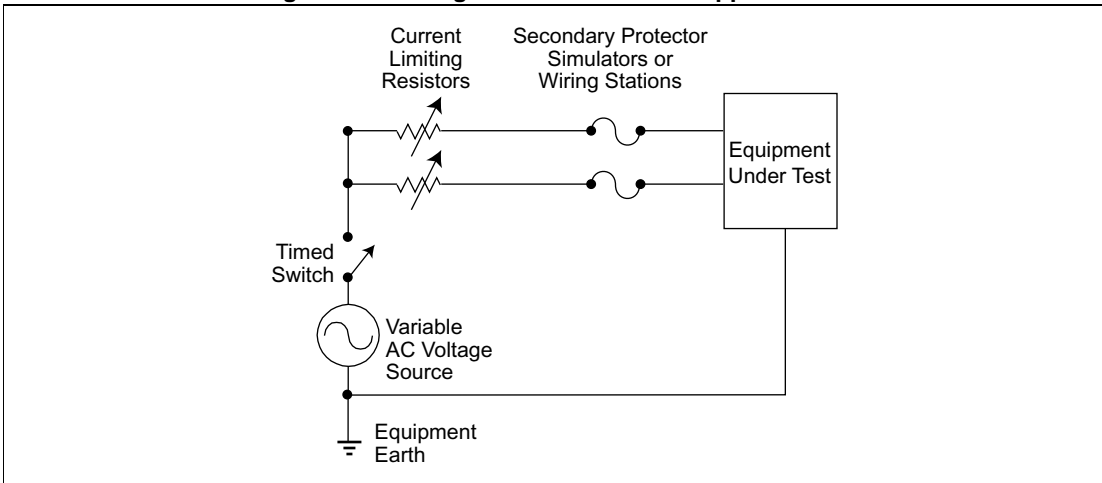 Current
Limiting
Resistors
Secondary Protector
Simulators or
Wiring Stations
Equipment
Under Test
Timed
Switch
Variable
AC Voltage
Source
Equipment
Earth